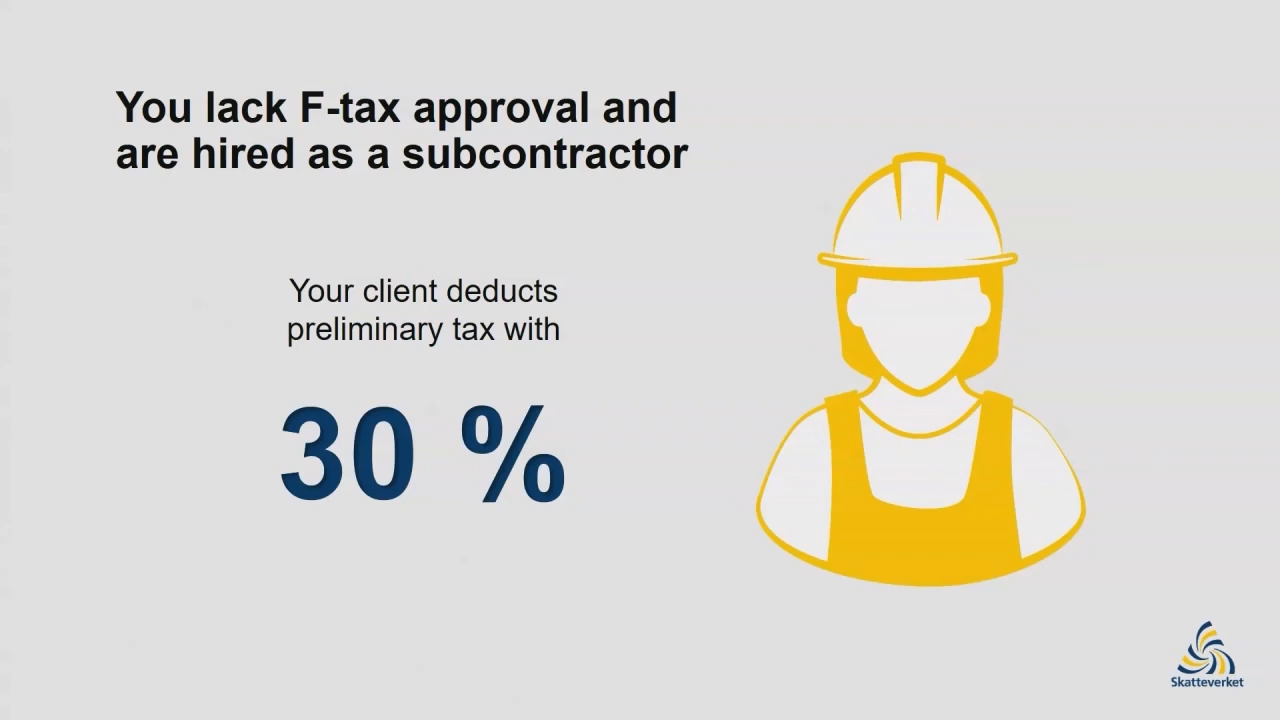 You lack F-tax approval and
are hired as a subcontractor
Your client deducts
preliminary tax with
30 %
Skatteverket